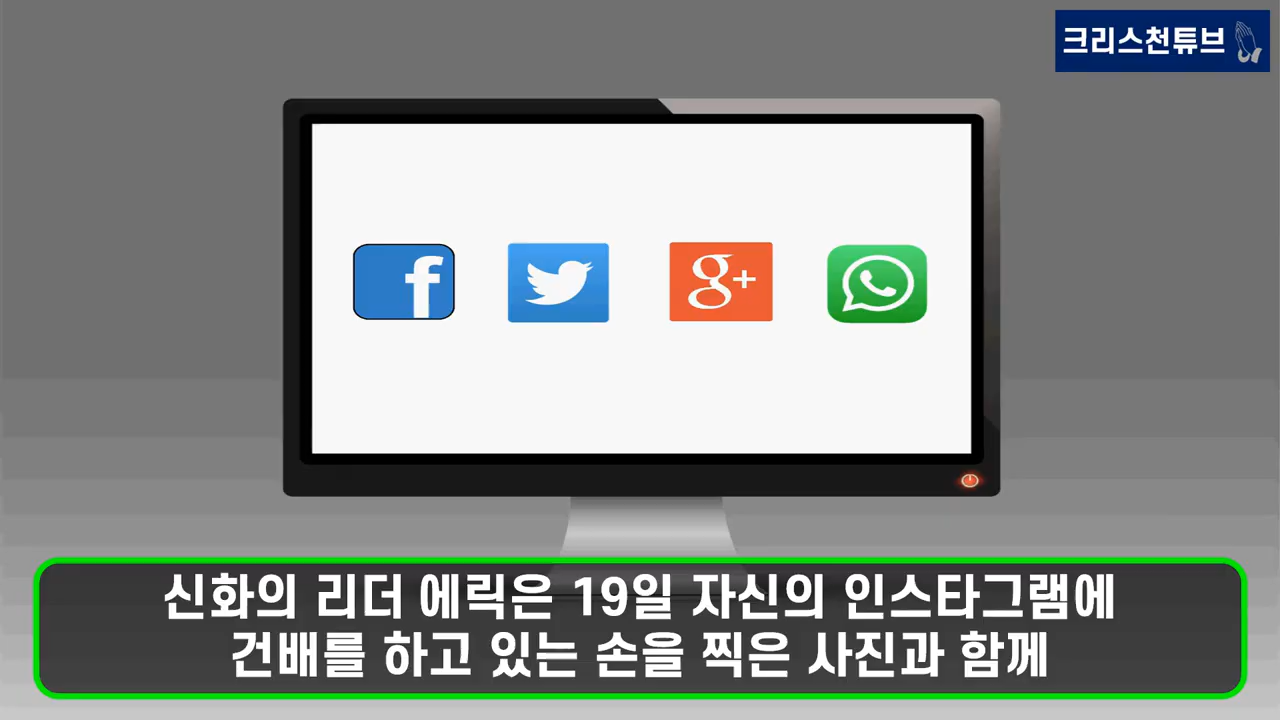 크리스천튜브
f
g+
신화의 리더 에릭은 19일 자신의 인스타그램에
건배를 하고 있는 손을 찍은 사진과 함께